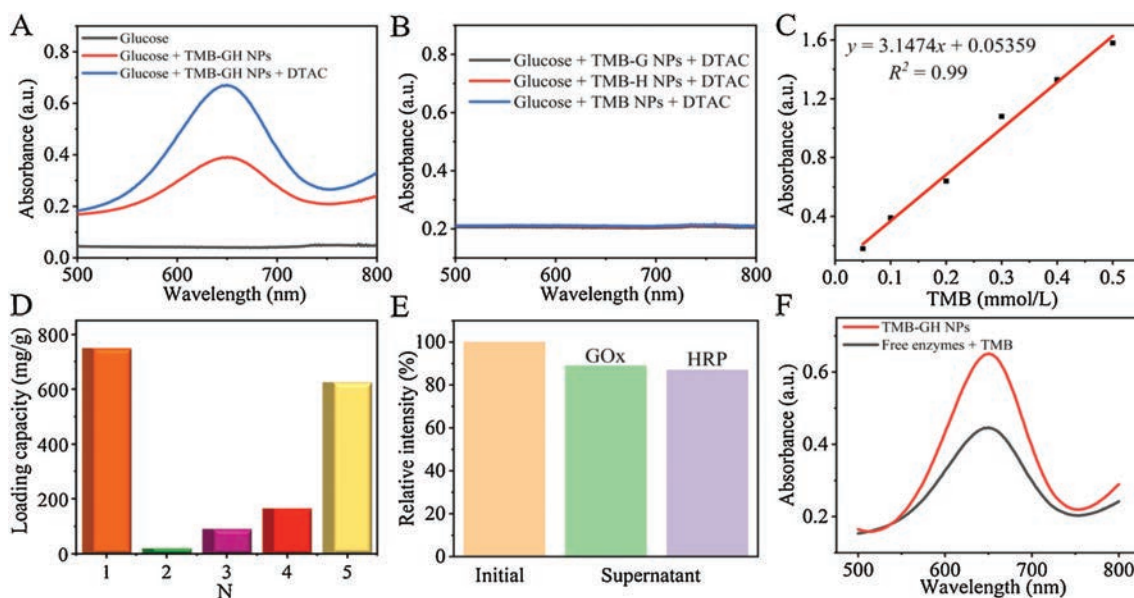 A
Glucose
Glucose + TMB-GH NPs
Glucose + TMB-GH NPs + DTAC
Absorbance (a.u.)
0.8
0.6
0.4
0.2
0.0
500
600
700
800
Wavelength (nm)
B
Glucose + TMB-G NPs + DTAC
Glucose + TMB-H NPs + DTAC
Glucose + TMB NPs + DTAC
Absorbance (a.u.)
0.8
0.6
0.4
0.2
500
600
700
800
Wavelength (nm)
C
y = 3.1474x + 0.05359
R² = 0.99
Absorbance (a.u.)
1.6
1.2
0.8
0.4
0.1
0.2
0.3
0.4
0.5
TMB (mmol/L)
D
Loading capacity (mg/g)
800
600
400
200
0
1
2
3
4
5
N
E
Relative intensity (%)
100
80
60
40
20
0
GOx
HRP
Initial
Supernatant
F
TMB-GH NPs
Free enzymes + TMB
Absorbance (a.u.)
0.6
0.4
0.2
500
600
700
800
Wavelength (nm)